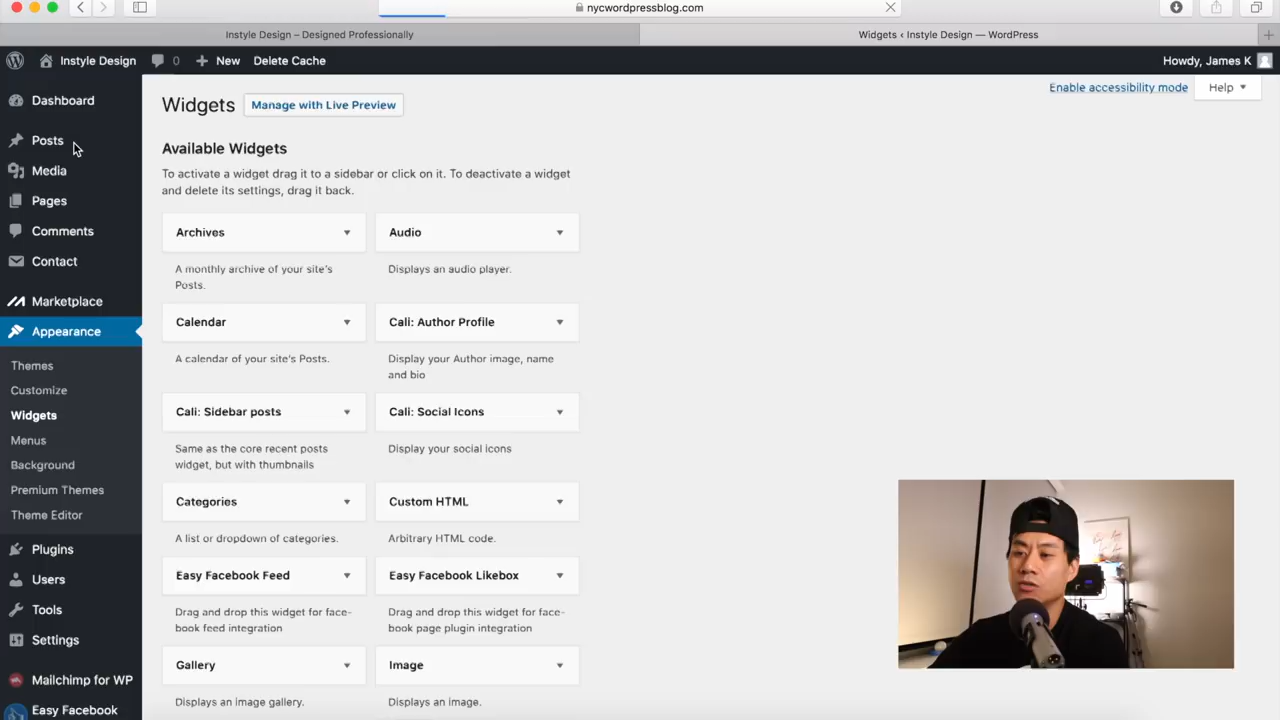 nycwordpressblog.com
Instyle Design – Designed Professionally
Widgets ‹ Instyle Design — WordPress
Instyle Design 0 New Delete Cache Howdy, James K
Enable accessibility mode
Help
Dashboard
Posts
Media
Pages
Comments
Contact
Marketplace
Appearance
Themes
Customize
Widgets
Menus
Background
Premium Themes
Theme Editor
Plugins
Users
Tools
Settings
Mailchimp for WP
Easy Facebook
Widgets Manage with Live Preview
Available Widgets
To activate a widget drag it to a sidebar or click on it. To deactivate a widget
and delete its settings, drag it back.
Archives
A monthly archive of your site's
Posts.
Audio
Displays an audio player.
Calendar
A calendar of your site's Posts.
Cali: Author Profile
Display your Author image, name
and bio
Cali: Sidebar posts
Same as the core recent posts
widget, but with thumbnails
Cali: Social Icons
Display your social icons
Categories
A list or dropdown of categories.
Custom HTML
Arbitrary HTML code.
Easy Facebook Feed
Drag and drop this widget for face-
book feed integration
Easy Facebook Likebox
Drag and drop this widget for face-
book page plugin integration
Gallery
Displays an image gallery.
Image
Displays an image.